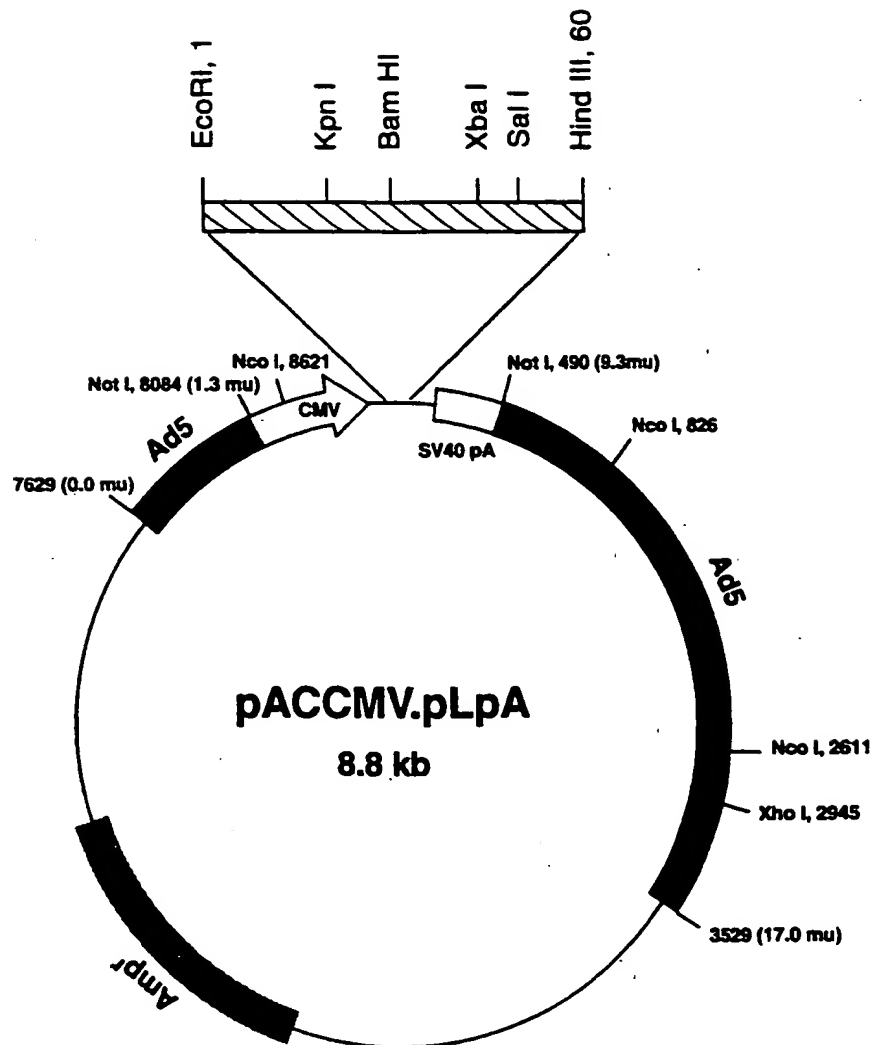 EcoRI, 1
Kpn I
Bam HI
Xba I
Sal I
Hind III, 60
Nco I, 8621
Not I, 8084 (1.3 mu)
CMV
Not I, 490 (9.3mu)
SV40 pA
Nco I, 826
Ad5
7629 (0.0 mu)
Ad5
pACCMV.pLpA
8.8 kb
Nco I, 2611
Xho I, 2945
3529 (17.0 mu)
Ampr